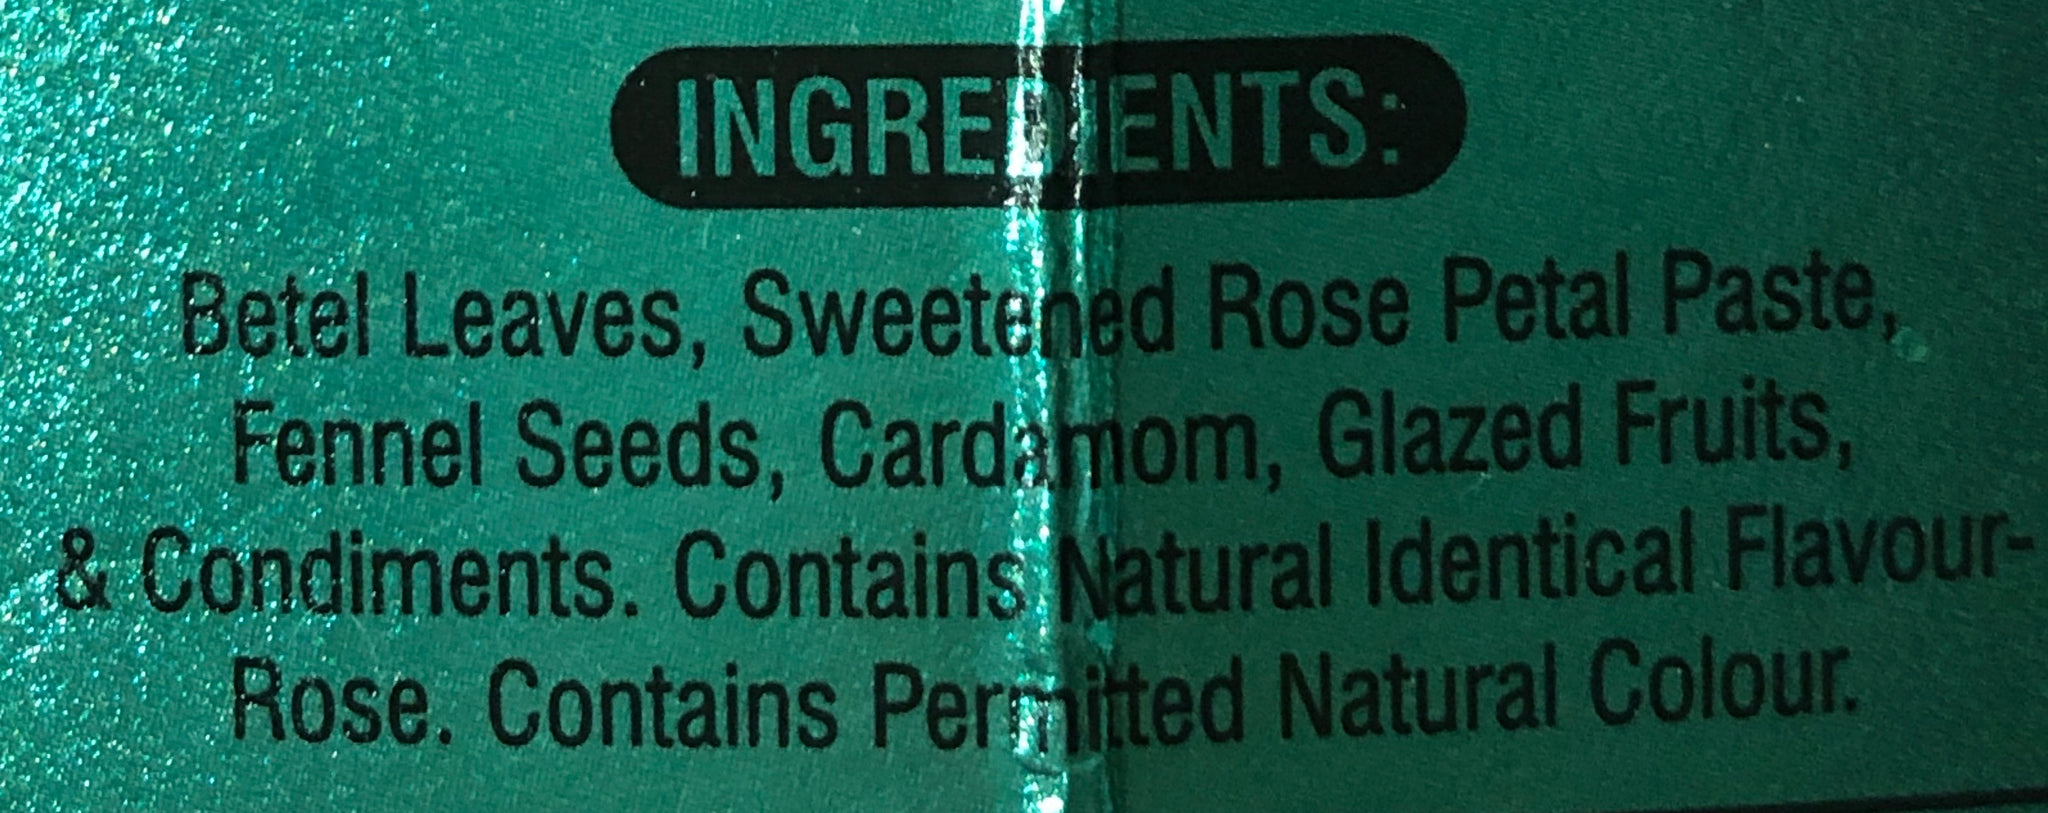 INGREDIENTS:
Betel Leaves, Sweetened Rose Petal Paste,
Fennel Seeds, Cardamom, Glazed Fruits,
& Condiments. Contains Natural Identical Flavour-
Rose. Contains Permitted Natural Colour.